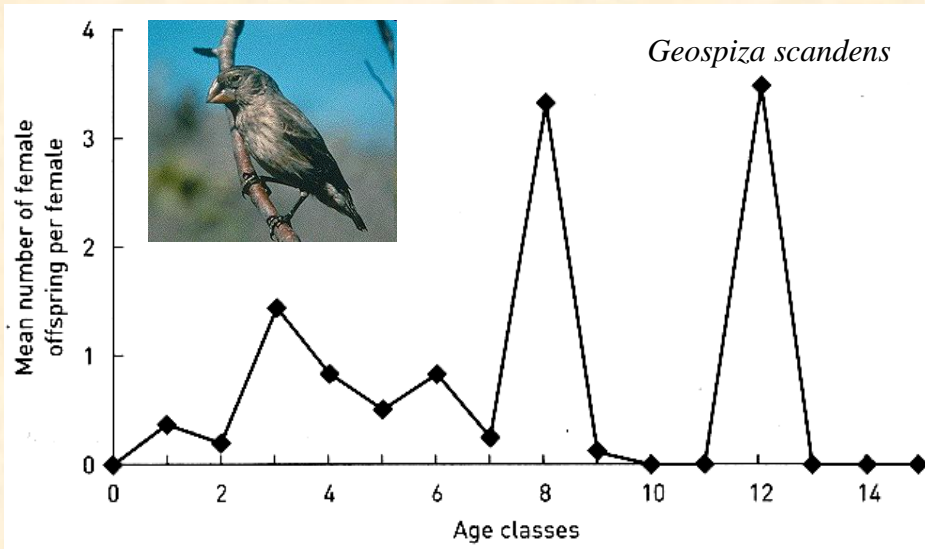 Geospiza scandens
Mean number of female
offspring per female
4
3
2
1
0
0 2 4 6 8 10 12 14
Age classes